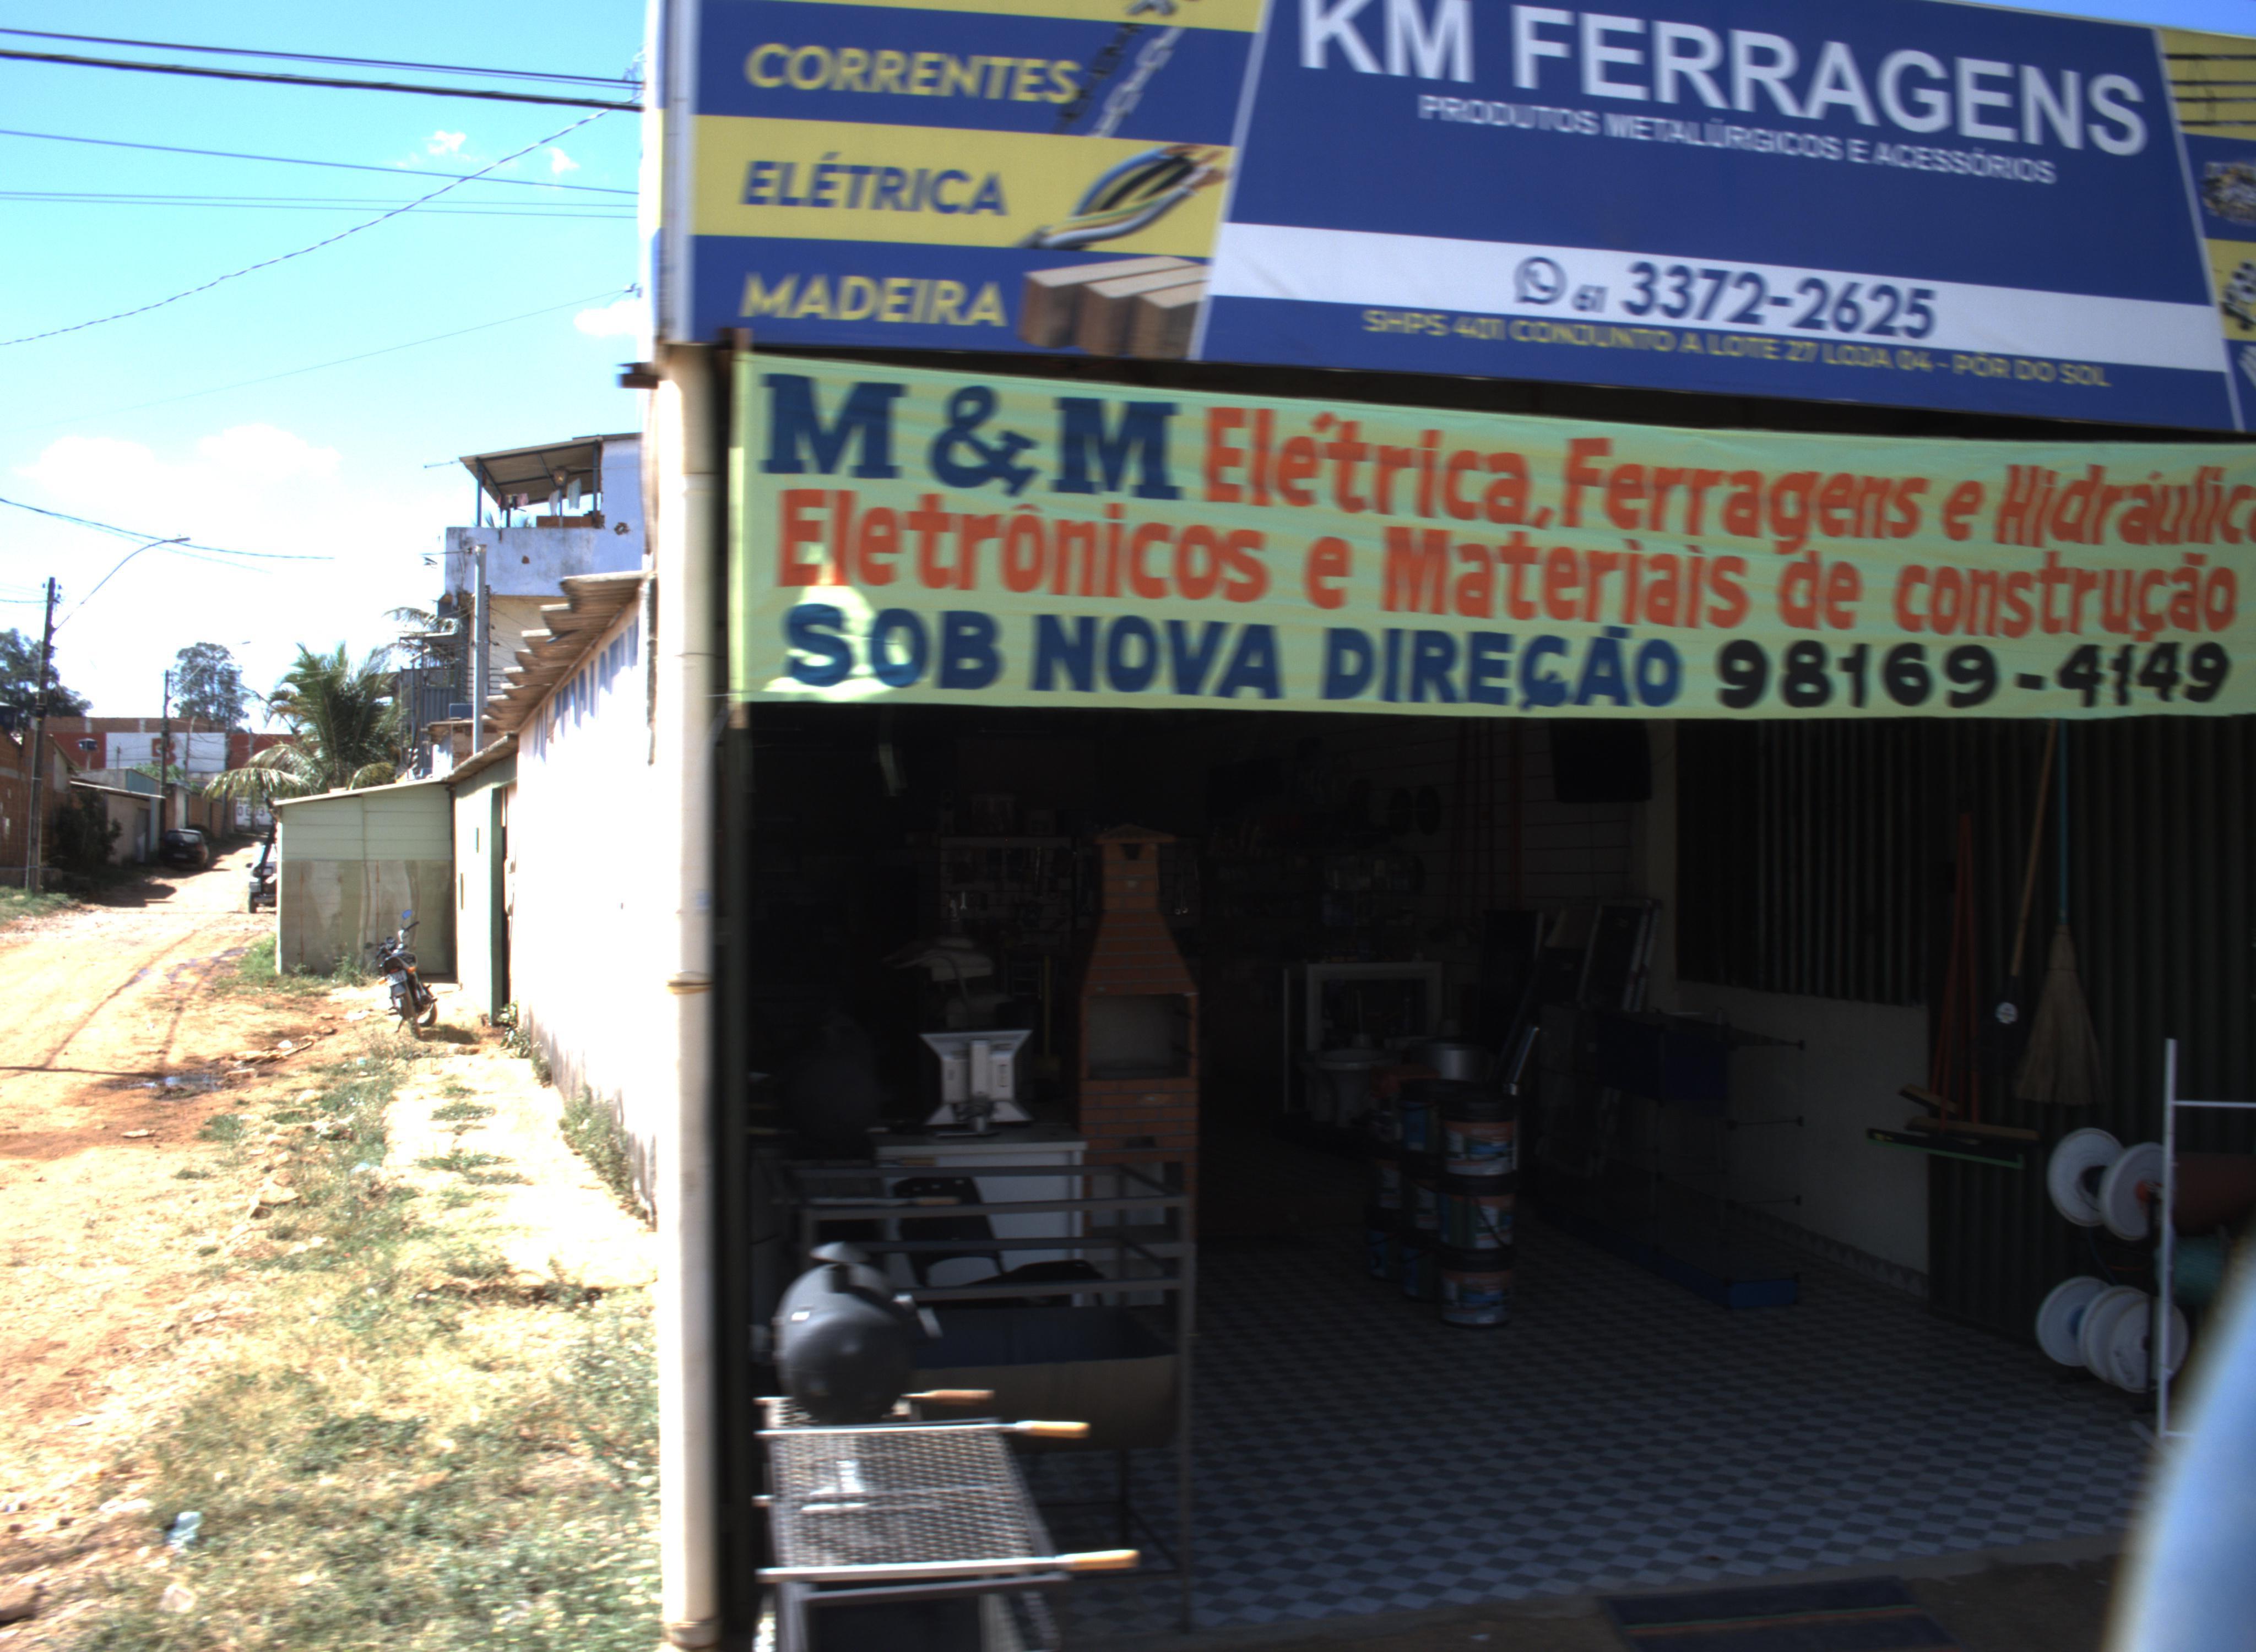 CORRENTES
ELÉTRICA
MADEIRA
KM FERRAGENS
PRODUTOS METALÚRGICOS E ACESSÓRIOS
61 3372-2625
SHPS 401 CONJUNTO A LOTE 27 LOJA 04 - PÔR DO SOL
M & M Elétrica, Ferragens e Hidráulica
Eletrônicos e Materiais de construção
SOB NOVA DIREÇÃO 98169-4149